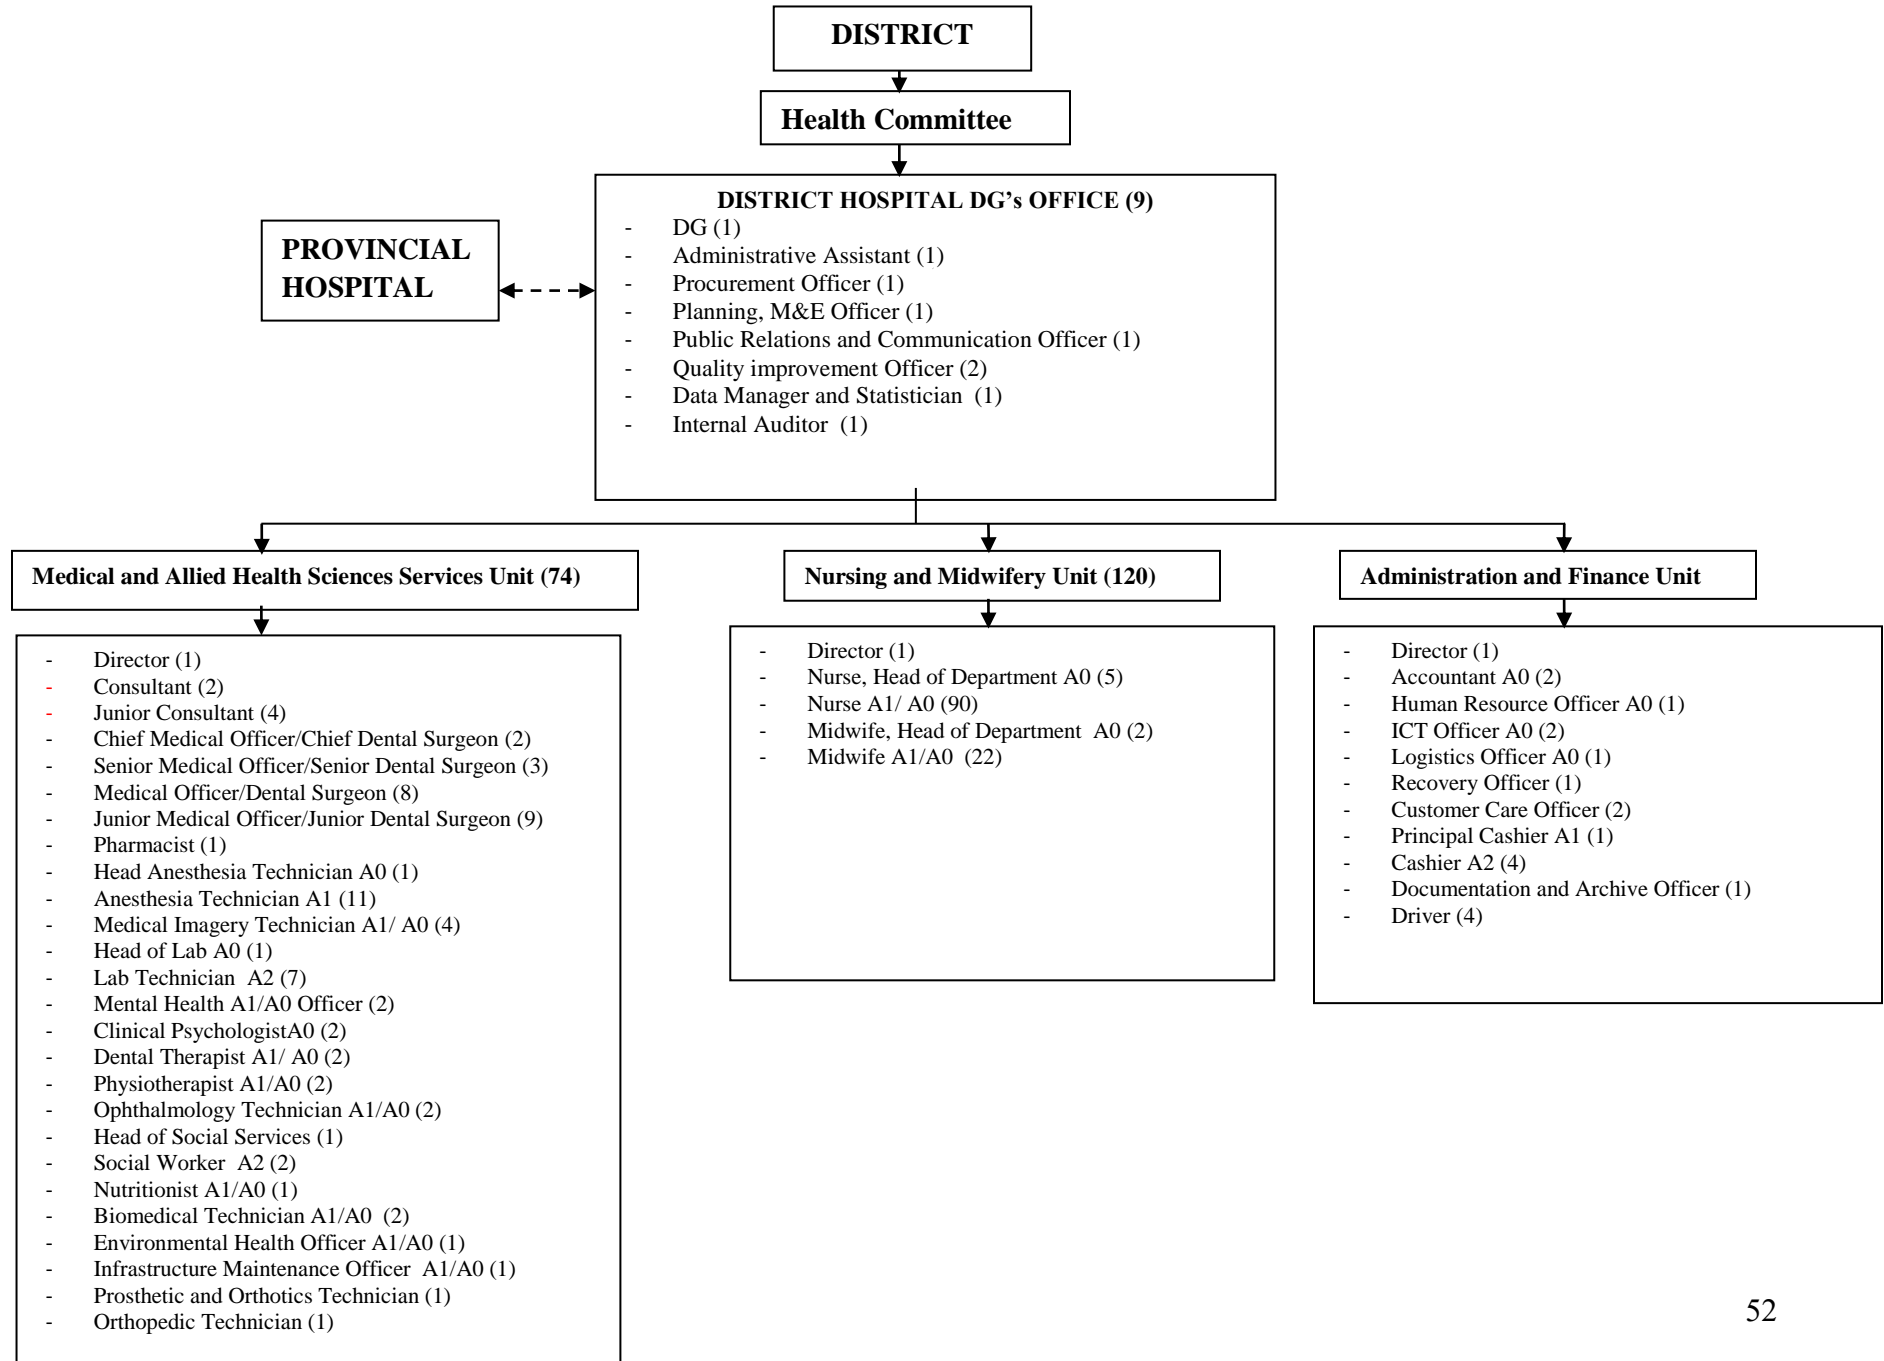 DISTRICT
Health Committee
PROVINCIAL
HOSPITAL
DISTRICT HOSPITAL DG's OFFICE (9)
- DG (1)
- Administrative Assistant (1)
- Procurement Officer (1)
- Planning, M&E Officer (1)
- Public Relations and Communication Officer (1)
- Quality improvement Officer (2)
- Data Manager and Statistician (1)
- Internal Auditor (1)
Medical and Allied Health Sciences Services Unit (74)
- Director (1)
- Consultant (2)
- Junior Consultant (4)
- Chief Medical Officer/Chief Dental Surgeon (2)
- Senior Medical Officer/Senior Dental Surgeon (3)
- Medical Officer/Dental Surgeon (8)
- Junior Medical Officer/Junior Dental Surgeon (9)
- Pharmacist (1)
- Head Anesthesia Technician A0 (1)
- Anesthesia Technician A1 (11)
- Medical Imagery Technician A1/ A0 (4)
- Head of Lab A0 (1)
- Lab Technician A2 (7)
- Mental Health A1/A0 Officer (2)
- Clinical PsychologistA0 (2)
- Dental Therapist A1/ A0 (2)
- Physiotherapist A1/A0 (2)
- Ophthalmology Technician A1/A0 (2)
- Head of Social Services (1)
- Social Worker A2 (2)
- Nutritionist A1/A0 (1)
- Biomedical Technician A1/A0 (2)
- Environmental Health Officer A1/A0 (1)
- Infrastructure Maintenance Officer A1/A0 (1)
- Prosthetic and Orthotics Technician (1)
- Orthopedic Technician (1)
Nursing and Midwifery Unit (120)
- Director (1)
- Nurse, Head of Department A0 (5)
- Nurse A1/ A0 (90)
- Midwife, Head of Department A0 (2)
- Midwife A1/A0 (22)
Administration and Finance Unit
- Director (1)
- Accountant A0 (2)
- Human Resource Officer A0 (1)
- ICT Officer A0 (2)
- Logistics Officer A0 (1)
- Recovery Officer (1)
- Customer Care Officer (2)
- Principal Cashier A1 (1)
- Cashier A2 (4)
- Documentation and Archive Officer (1)
- Driver (4)
52